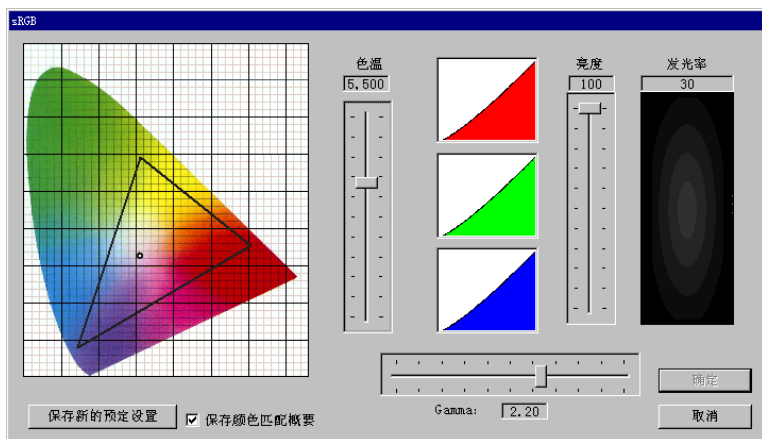 sRGB
色温
5,500
亮度
100
发光率
30
Gamma:
2.20
保存新的预定设置
保存颜色匹配概要
确定
取消